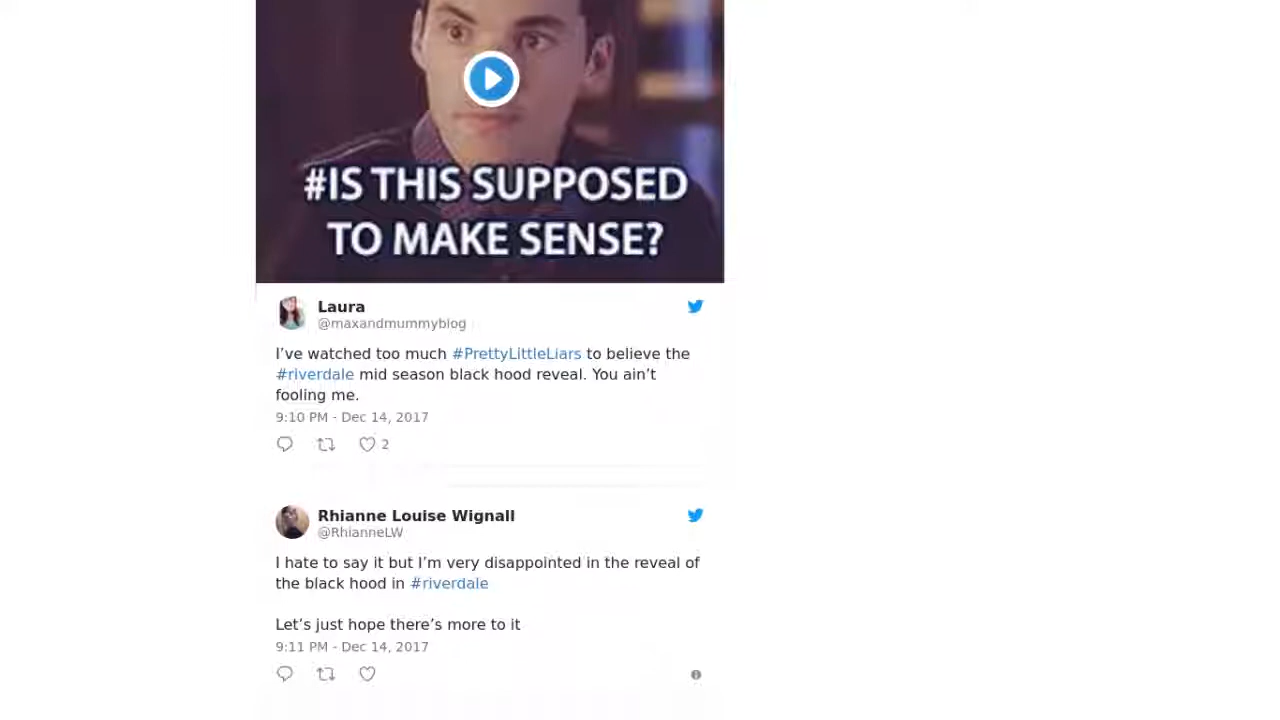 #IS THIS SUPPOSED
TO MAKE SENSE?
Laura
@maxandmummyblog
I've watched too much #PrettyLittleLiars to believe the
#riverdale mid season black hood reveal. You ain't
fooling me.
9:10 PM - Dec 14, 2017
2
Rhianne Louise Wignall
@RhianneLW
I hate to say it but I'm very disappointed in the reveal of
the black hood in #riverdale
Let's just hope there's more to it
9:11 PM - Dec 14, 2017